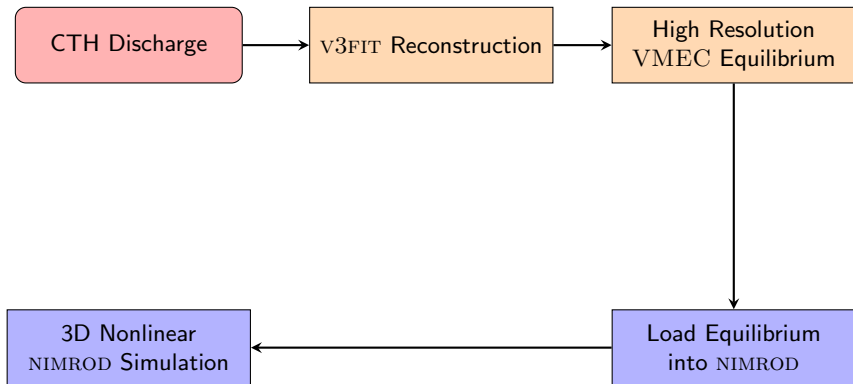 CTH Discharge
V3FIT Reconstruction
High Resolution
VMEC Equilibrium
3D Nonlinear
NIMROD Simulation
Load Equilibrium
into NIMROD